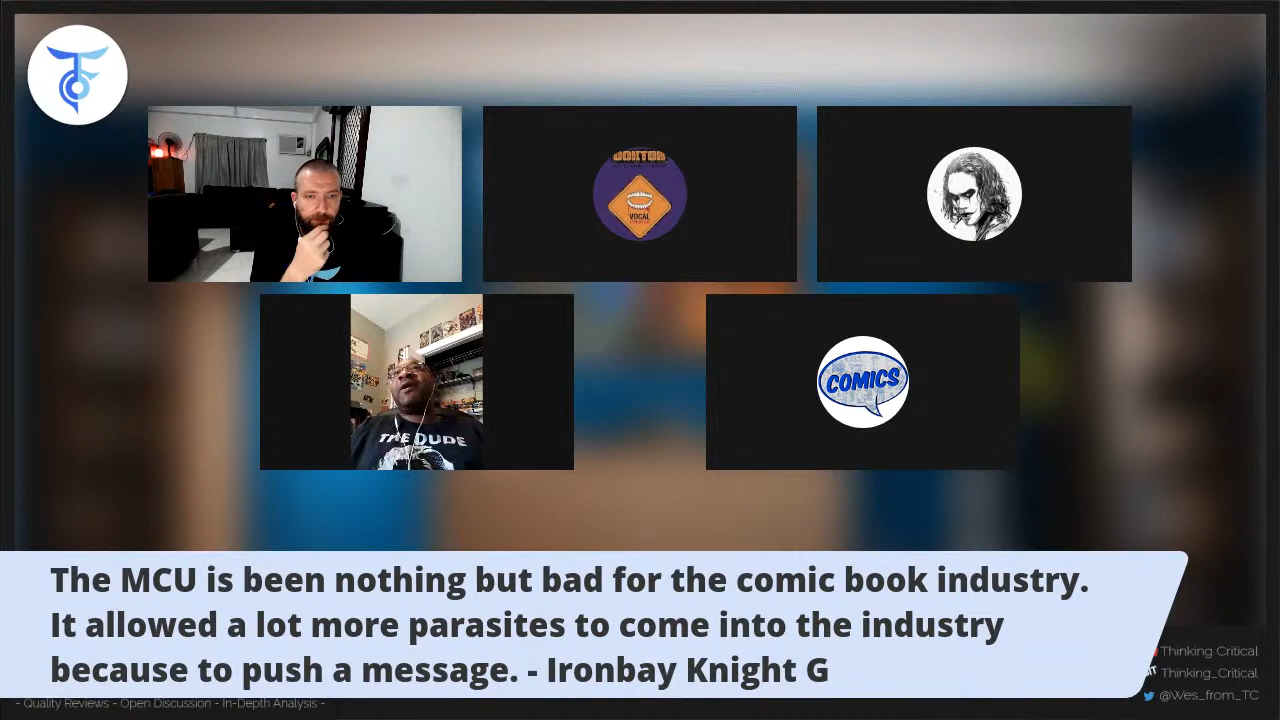 DOKTOR
VOCAL
THE DUDE
COMICS
The MCU is been nothing but bad for the comic book industry.
It allowed a lot more parasites to come into the industry
because to push a message. - Ironbay Knight G
Thinking Critical
Thinking_Critical
@Wes_from_TC
- Quality Reviews - Open Discussion - In-Depth Analysis -